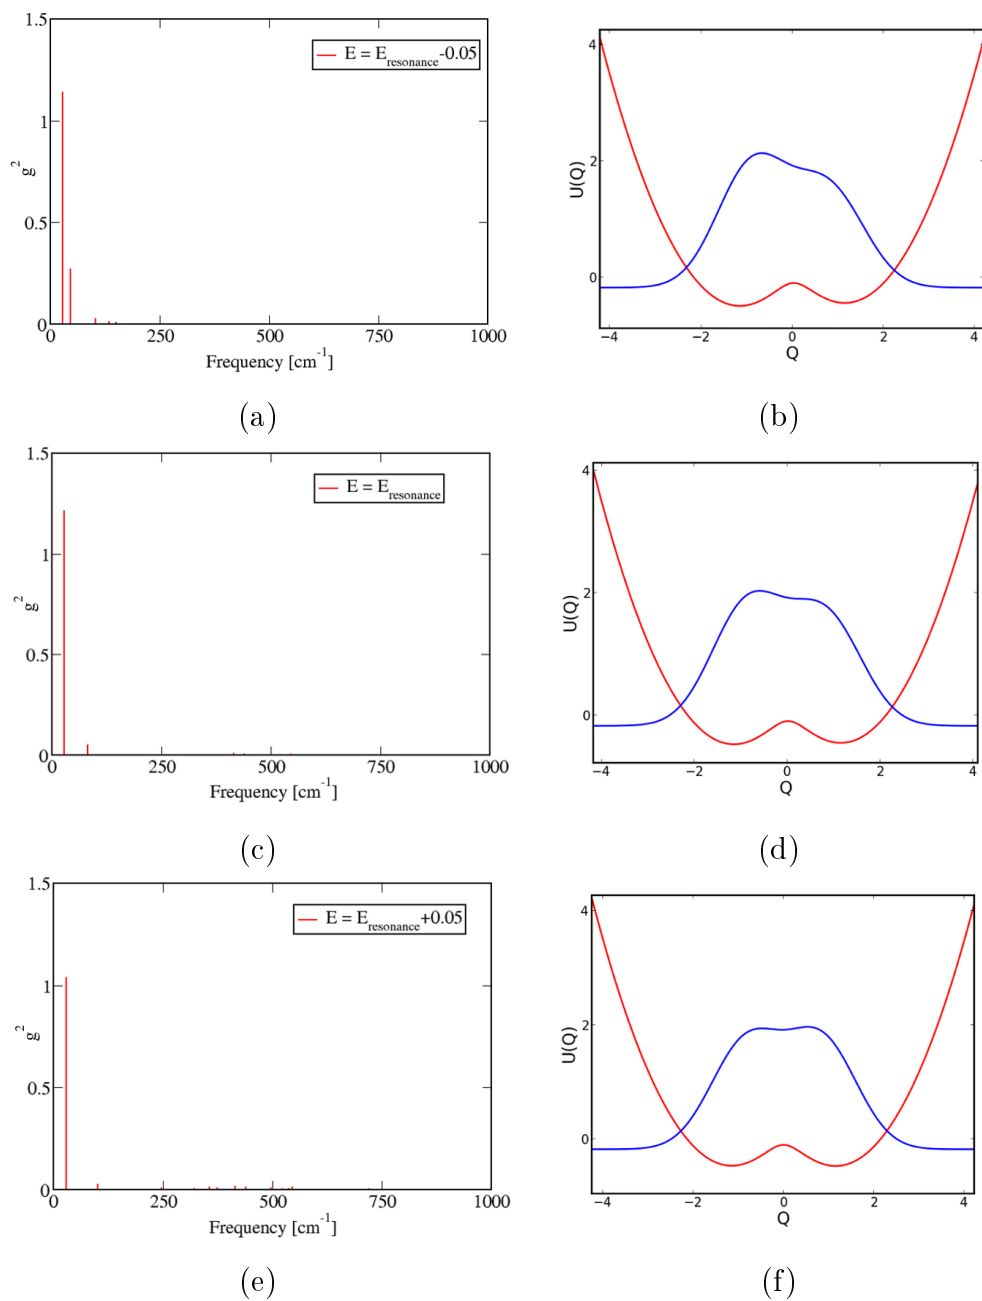 1.5
1
0.5
0
g²
E = E_resonance-0.05
0 250 500 750 1000
Frequency [cm⁻¹]
(a)
4
2
0
U(Q)
−4 −2 0 2 4
Q
(b)
1.5
1
0.5
0
g²
E = E_resonance
0 250 500 750 1000
Frequency [cm⁻¹]
(c)
4
2
0
U(Q)
−4 −2 0 2 4
Q
(d)
1.5
1
0.5
0
g²
E = E_resonance+0.05
0 250 500 750 1000
Frequency [cm⁻¹]
(e)
4
2
0
U(Q)
−4 −2 0 2 4
Q
(f)